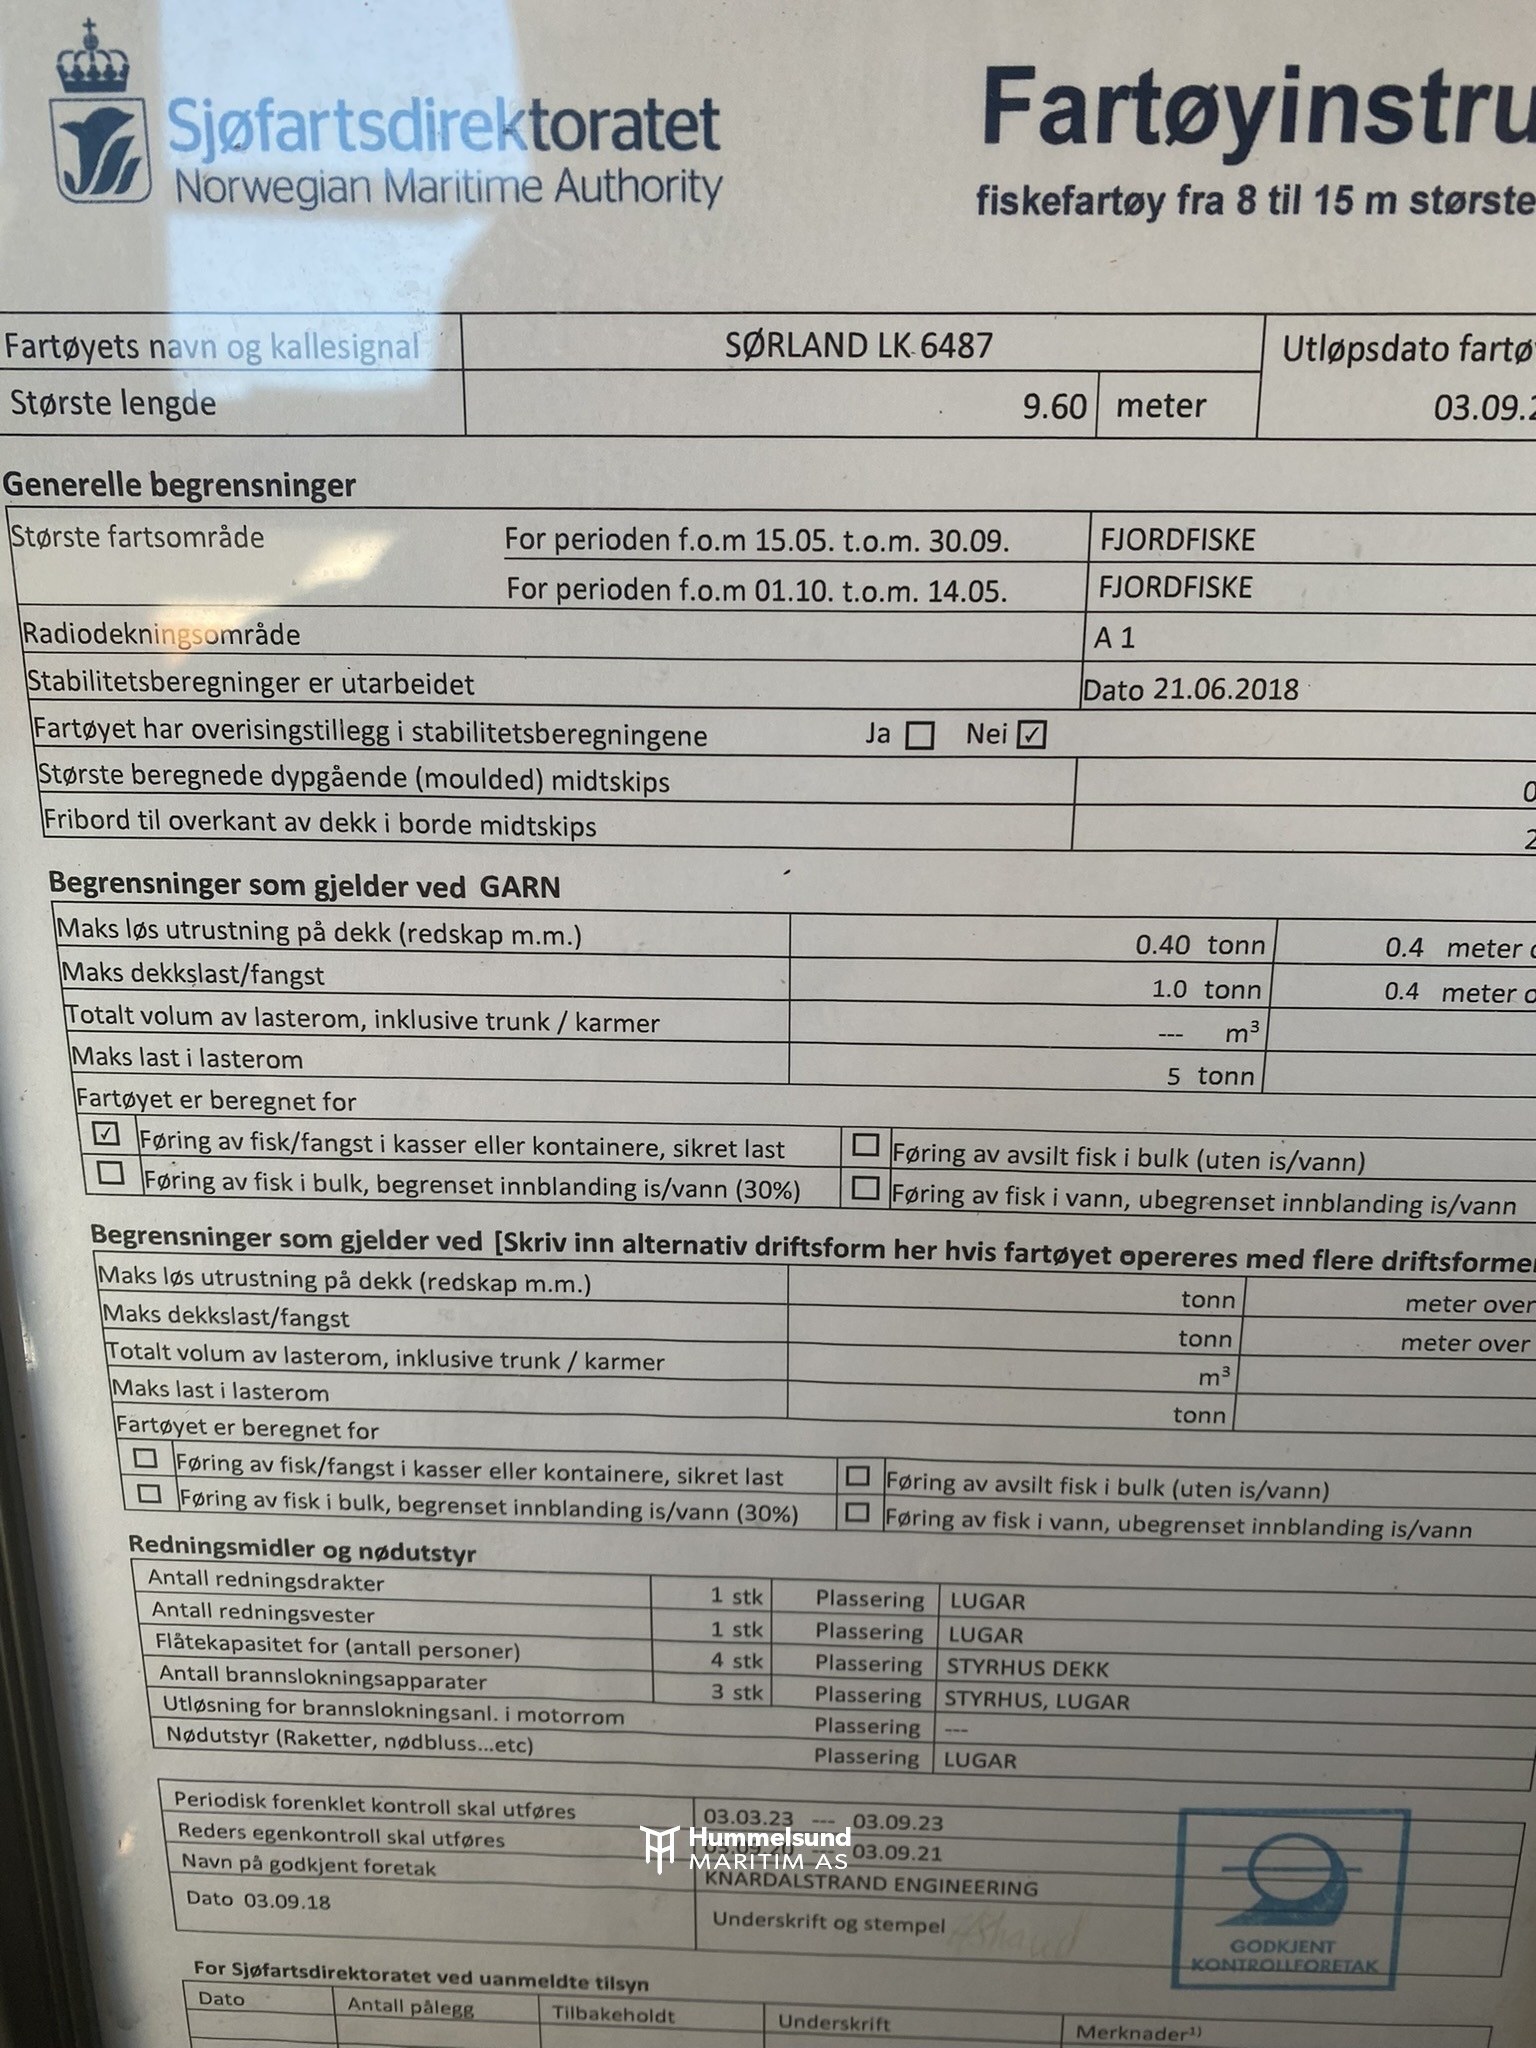 Sjøfartsdirektoratet
Norwegian Maritime Authority
Fartøyinstru
fiskefartøy fra 8 til 15 m største
Fartøyets navn og kallesignal SØRLAND LK 6487 Utløpsdato fartø
Største lengde 9.60 meter 03.09.2
Generelle begrensninger
Største fartsområde For perioden f.o.m 15.05. t.o.m. 30.09. FJORDFISKE
For perioden f.o.m 01.10. t.o.m. 14.05. FJORDFISKE
Radiodekningsområde A 1
Stabilitetsberegninger er utarbeidet Dato 21.06.2018
Fartøyet har overisingstillegg i stabilitetsberegningene Ja ☐ Nei ☑
Største beregnede dypgående (moulded) midtskips 0
Fribord til overkant av dekk i borde midtskips 2
Begrensninger som gjelder ved GARN
Maks løs utrustning på dekk (redskap m.m.) 0.40 tonn 0.4 meter o
Maks dekkslast/fangst 1.0 tonn 0.4 meter o
Totalt volum av lasterom, inklusive trunk / karmer --- m³
Maks last i lasterom 5 tonn
Fartøyet er beregnet for
☑ Føring av fisk/fangst i kasser eller kontainere, sikret last ☐ Føring av avsilt fisk i bulk (uten is/vann)
☐ Føring av fisk i bulk, begrenset innblanding is/vann (30%) ☐ Føring av fisk i vann, ubegrenset innblanding is/vann
Begrensninger som gjelder ved [Skriv inn alternativ driftsform her hvis fartøyet opereres med flere driftsformer
Maks løs utrustning på dekk (redskap m.m.) tonn meter over
Maks dekkslast/fangst tonn meter over
Totalt volum av lasterom, inklusive trunk / karmer m³
Maks last i lasterom tonn
Fartøyet er beregnet for
☐ Føring av fisk/fangst i kasser eller kontainere, sikret last ☐ Føring av avsilt fisk i bulk (uten is/vann)
☐ Føring av fisk i bulk, begrenset innblanding is/vann (30%) ☐ Føring av fisk i vann, ubegrenset innblanding is/vann
Redningsmidler og nødutstyr
Antall redningsdrakter 1 stk Plassering LUGAR
Antall redningsvester 1 stk Plassering LUGAR
Flåtekapasitet for (antall personer) 4 stk Plassering STYRHUS DEKK
Antall brannslokningsapparater 3 stk Plassering STYRHUS, LUGAR
Utløsning for brannslokningsanl. i motorrom Plassering ---
Nødutstyr (Raketter, nødbluss...etc) Plassering LUGAR
Periodisk forenklet kontroll skal utføres 03.03.23 --- 03.09.23
Reders egenkontroll skal utføres 03.09.20 --- 03.09.21
Navn på godkjent foretak KNARDALSTRAND ENGINEERING
Dato 03.09.18 Underskrift og stempel
Hummelsund
MARITIM AS
GODKJENT
KONTROLLFORETAK
For Sjøfartsdirektoratet ved uanmeldte tilsyn
Dato Antall pålegg Tilbakeholdt Underskrift Merknader¹⁾